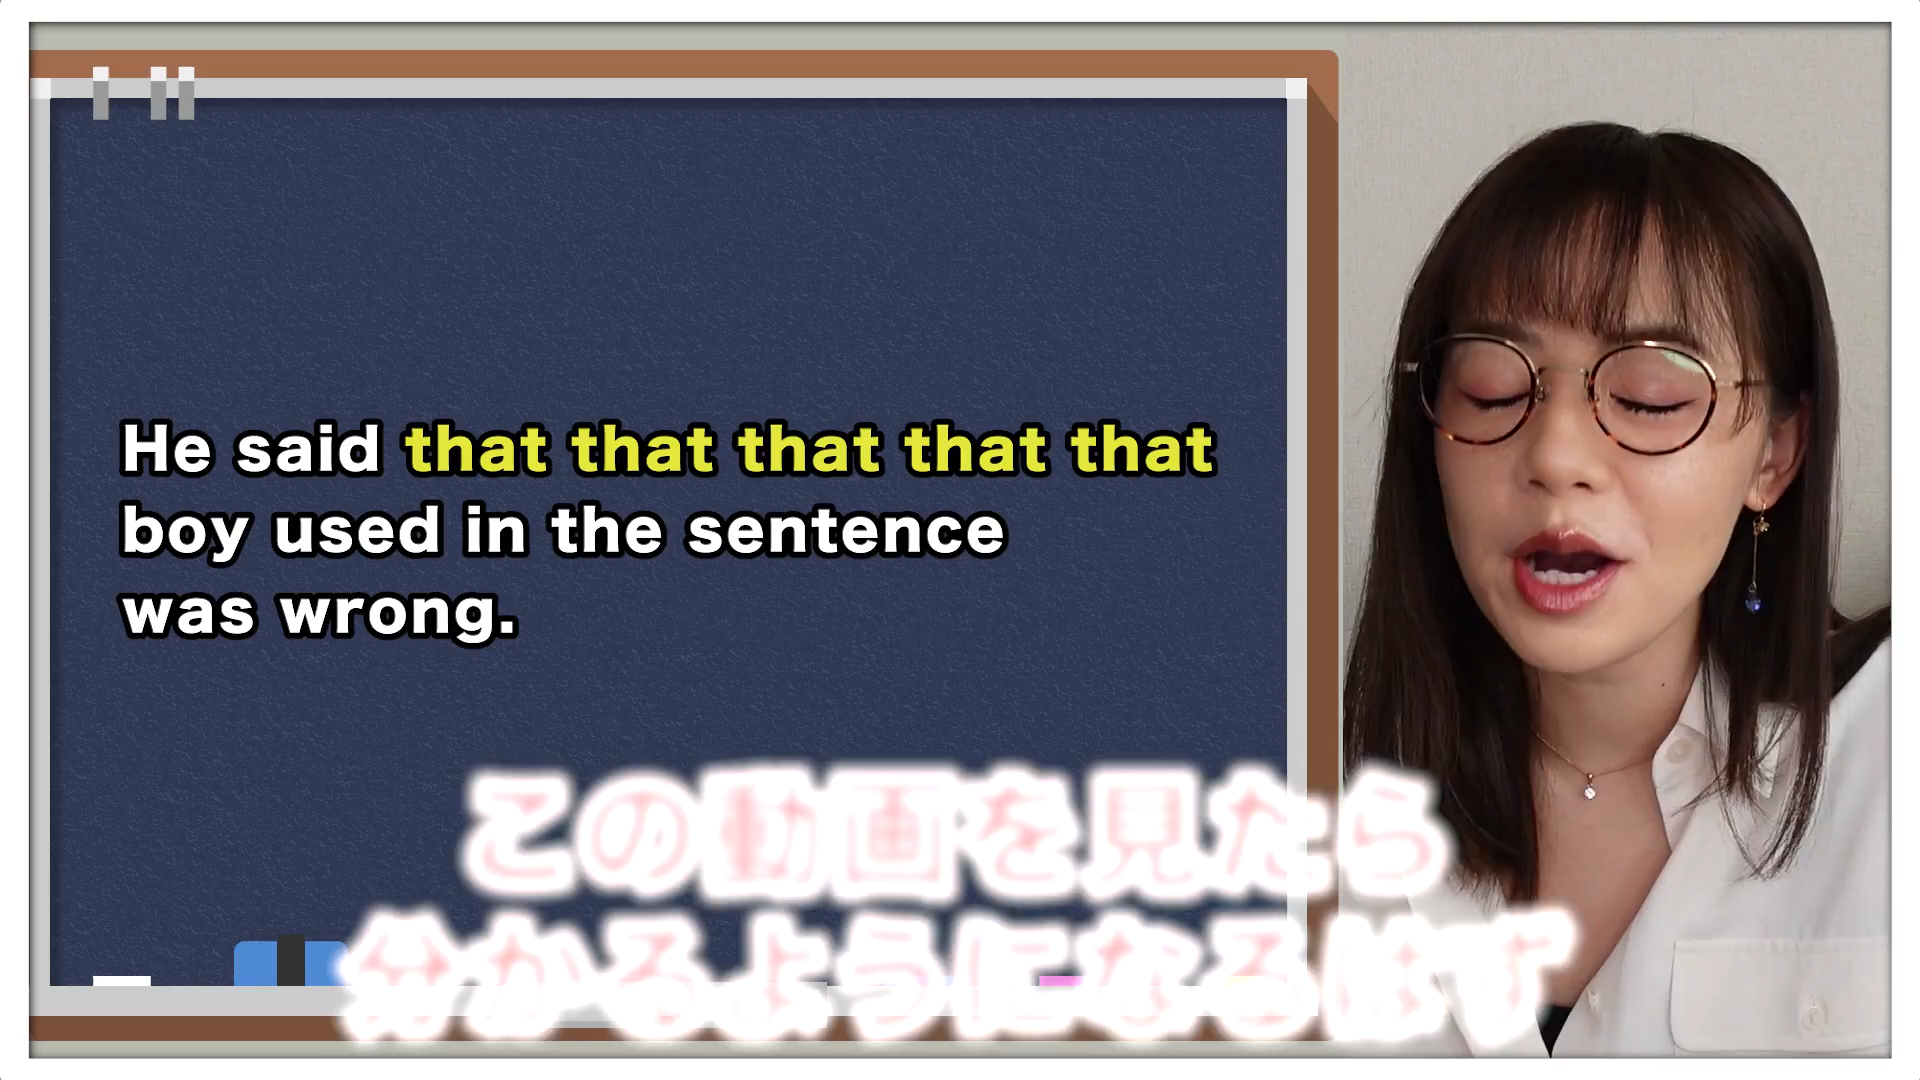 He said that that that that that
boy used in the sentence
was wrong.
この動画を見たら
分かるようになるはず